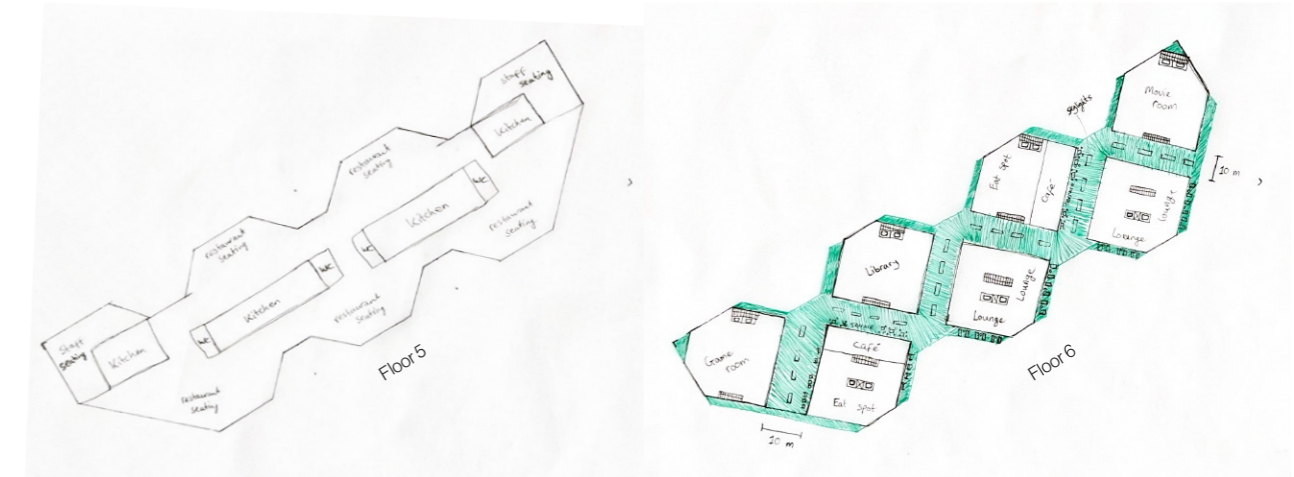 Staff
seating
Kitchen
restaurant
seating
WC
Kitchen
WC
restaurant
seating
restaurant
seating
WC
Kitchen
WC
restaurant
seating
Staff
seating
Kitchen
restaurant
seating
Floor 5
Movie
room
skylights
10 m
Eat spot
Café
Lounge
Lounge
Library
Lounge
Lounge
Game
room
Café
Eat spot
10 m
Floor 6